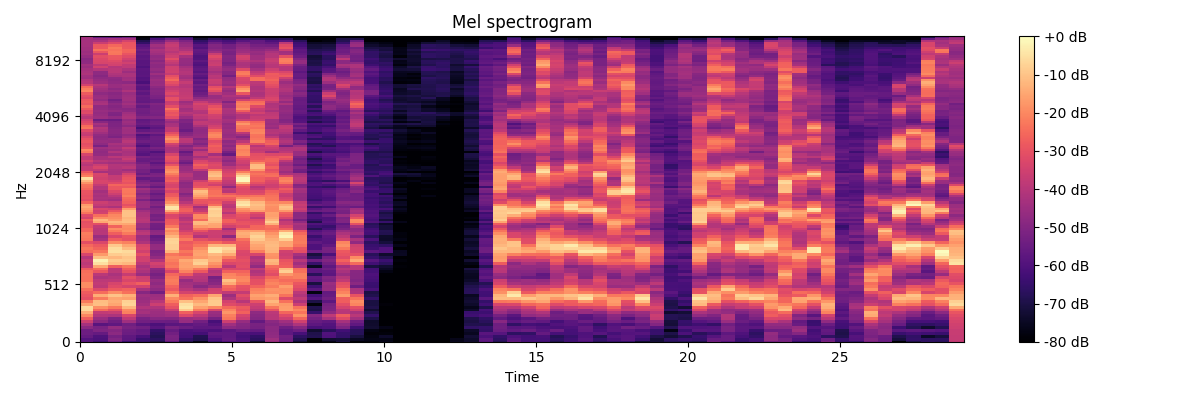 Mel spectrogram
8192
4096
2048
1024
512
0
Hz
0 5 10 15 20 25
Time
+0 dB
-10 dB
-20 dB
-30 dB
-40 dB
-50 dB
-60 dB
-70 dB
-80 dB